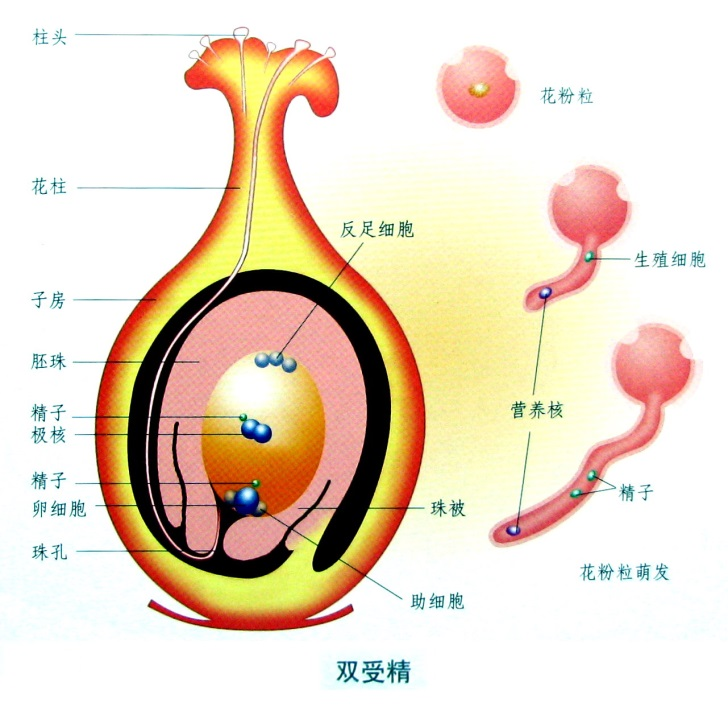 柱头
花粉粒
花柱
反足细胞
生殖细胞
子房
胚珠
精子
极核
营养核
精子
卵细胞
珠被
精子
珠孔
花粉粒萌发
助细胞
双受精